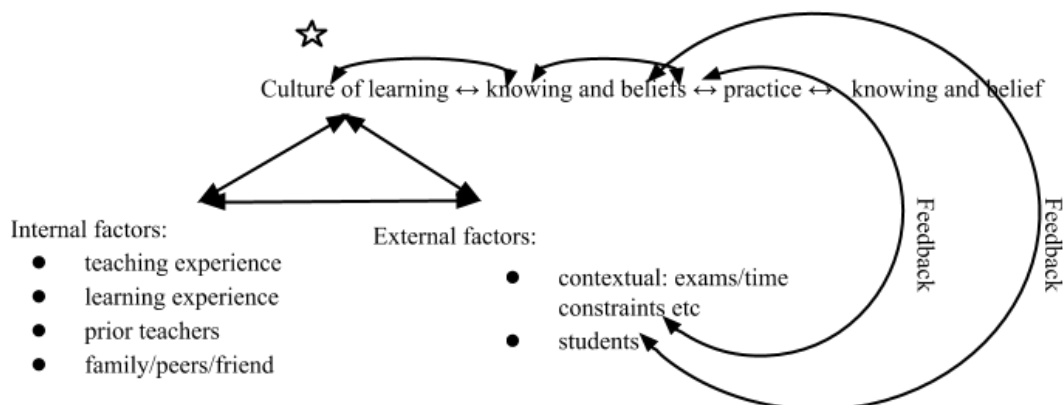 Culture of learning ↔ knowing and beliefs ↔ practice ↔ knowing and belief
Internal factors:
● teaching experience
● learning experience
● prior teachers
● family/peers/friend
External factors:
● contextual: exams/time
constraints etc
● students
Feedback
Feedback